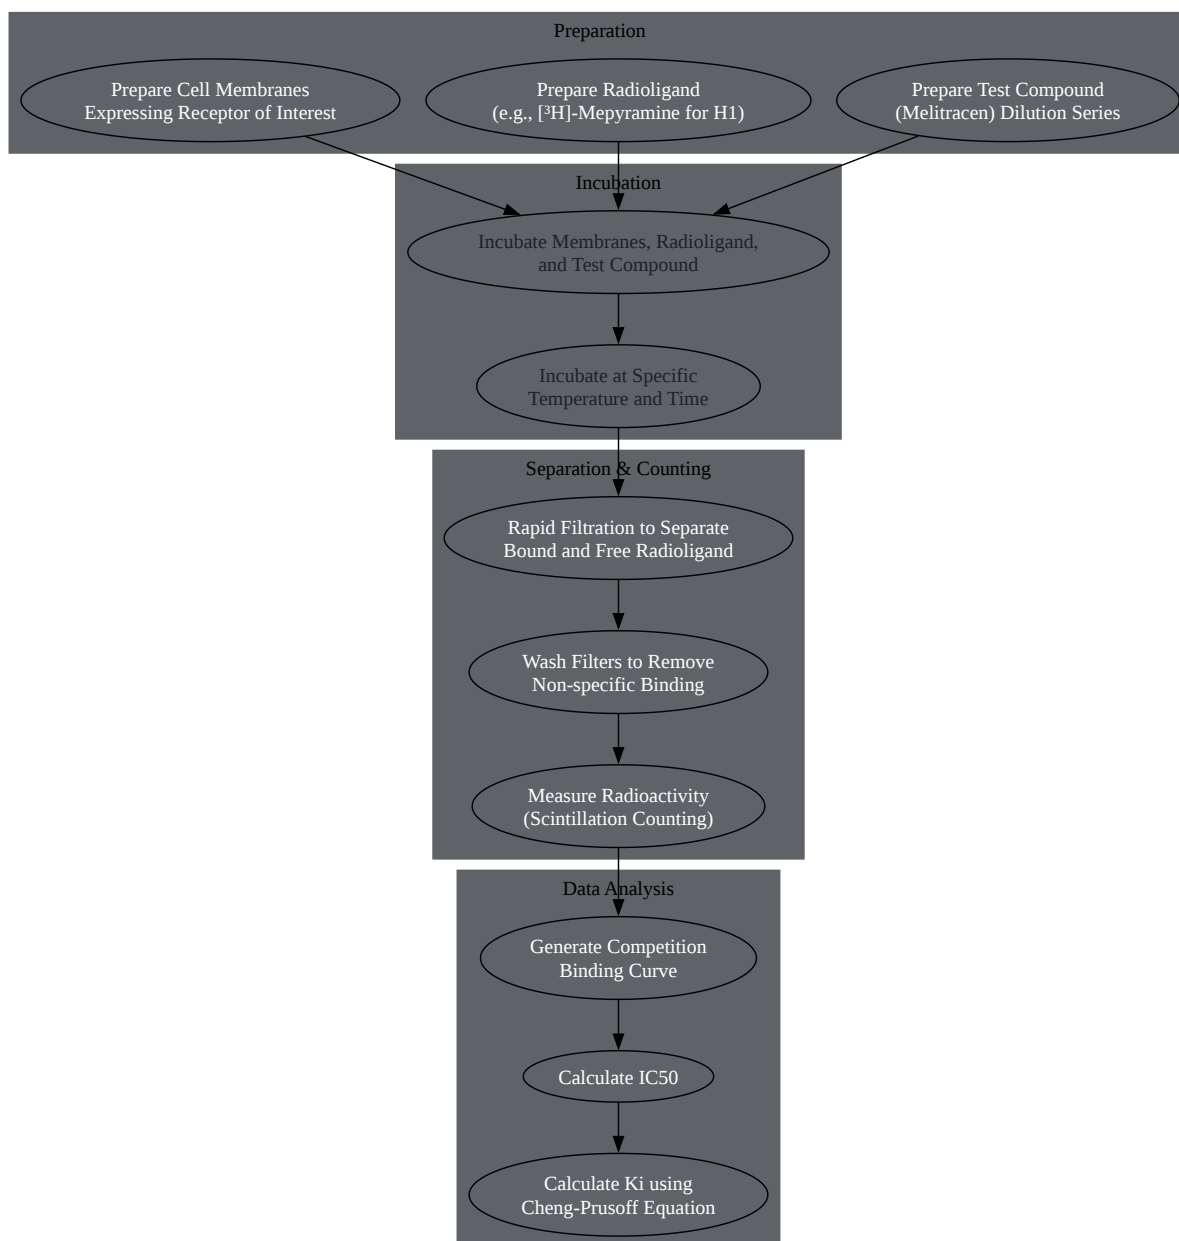 Preparation
Prepare Cell Membranes
Expressing Receptor of Interest
Prepare Radioligand
(e.g., [³H]-Mepyramine for H1)
Prepare Test Compound
(Melitracen) Dilution Series
Incubation
Incubate Membranes, Radioligand,
and Test Compound
Incubate at Specific
Temperature and Time
Separation & Counting
Rapid Filtration to Separate
Bound and Free Radioligand
Wash Filters to Remove
Non-specific Binding
Measure Radioactivity
(Scintillation Counting)
Data Analysis
Generate Competition
Binding Curve
Calculate IC50
Calculate Ki using
Cheng-Prusoff Equation